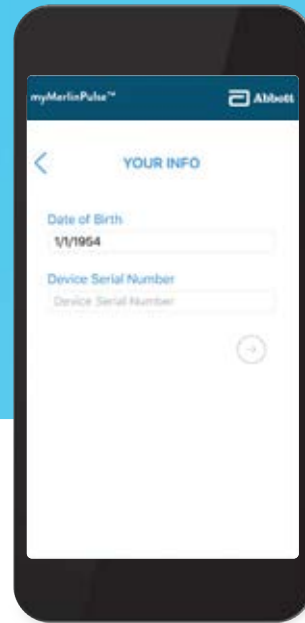 myMerlinPulse™ Abbott
YOUR INFO
Date of Birth
1/1/1954
Device Serial Number
Device Serial Number